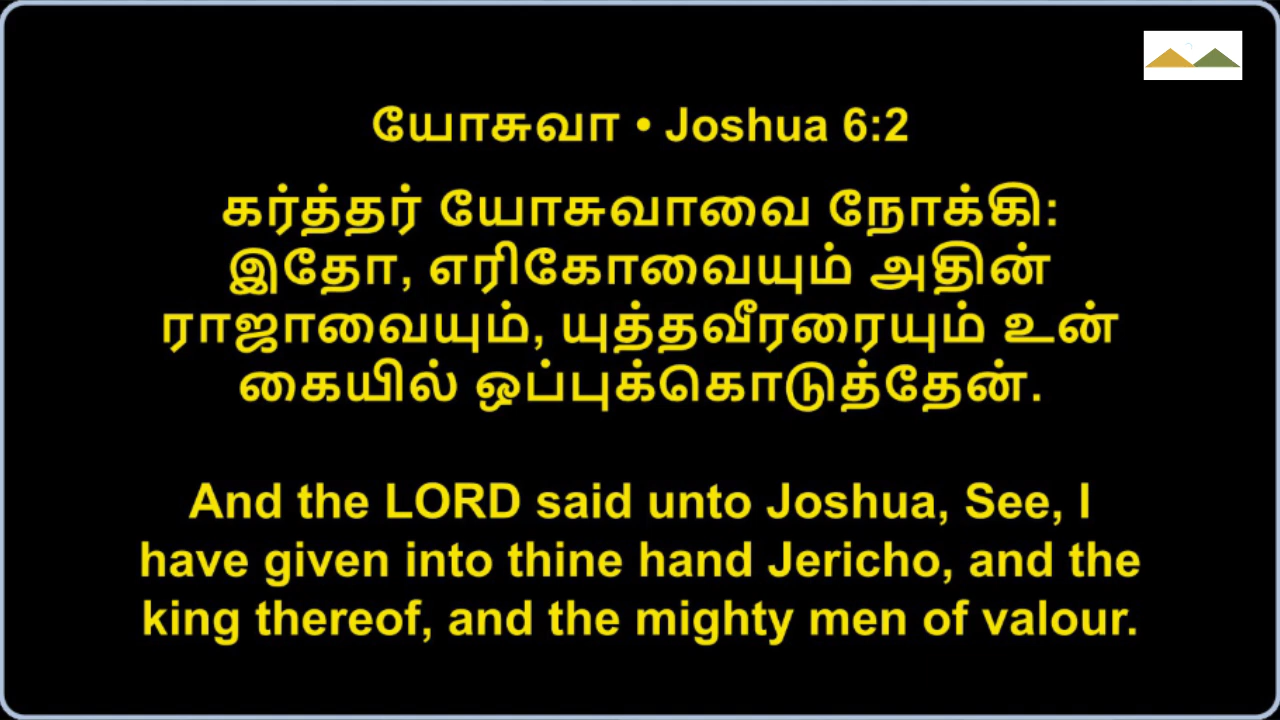 யோசுவா • Joshua 6:2
கர்த்தர் யோசுவாவை நோக்கி:
இதோ, எரிகோவையும் அதின்
ராஜாவையும், யுத்தவீரரையும் உன்
கையில் ஒப்புக்கொடுத்தேன்.
And the LORD said unto Joshua, See, I
have given into thine hand Jericho, and the
king thereof, and the mighty men of valour.